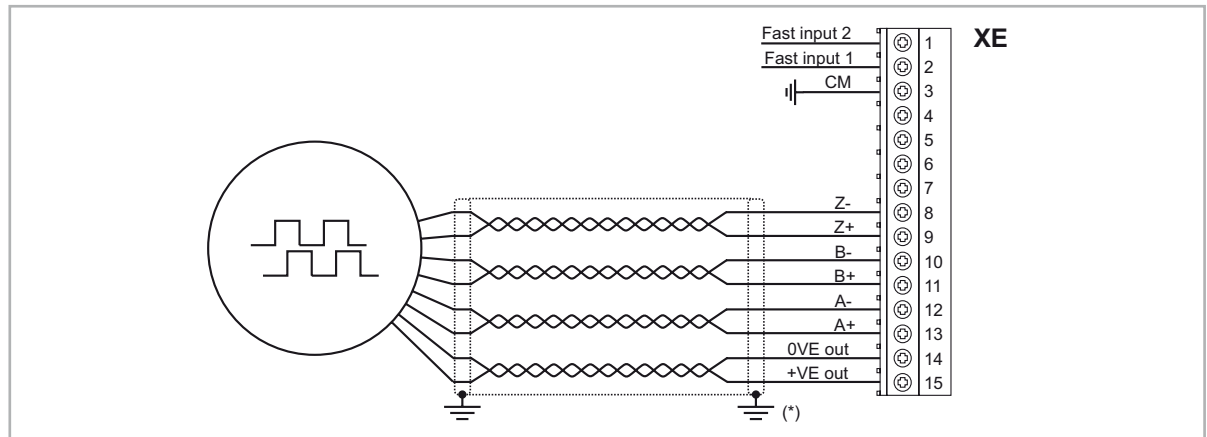 Fast input 2
1
XE
Fast input 1
2
CM
3
4
5
6
7
Z-
8
Z+
9
B-
10
B+
11
A-
12
A+
13
0VE out
14
+VE out
15
(*)